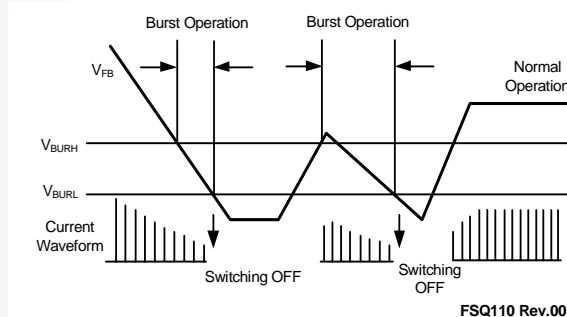 Burst Operation
Burst Operation
VFB
Normal
Operation
VBURH
VBURL
Current
Waveform
Switching OFF
Switching
OFF
FSQ110 Rev.00